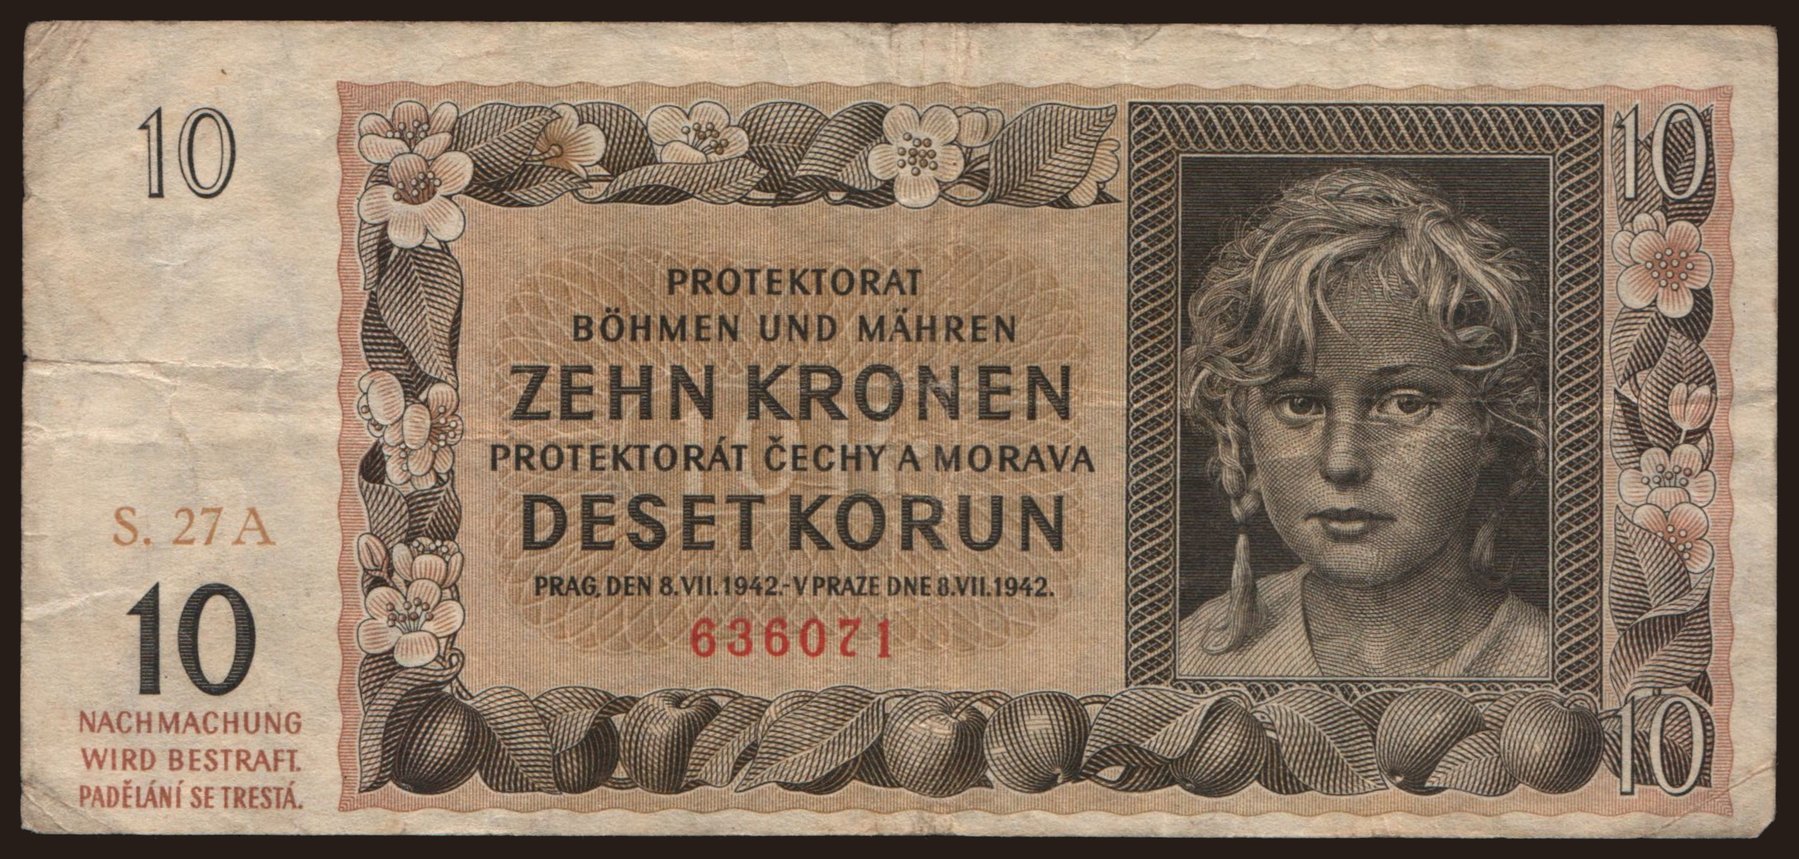 10
10
PROTEKTORAT
BÖHMEN UND MÄHREN
ZEHN KRONEN
PROTEKTORÁT ČECHY A MORAVA
DESET KORUN
PRAG, DEN 8. VII. 1942.-V PRAZE DNE 8. VII. 1942.
636071
S. 27 A
10
NACHMACHUNG
WIRD BESTRAFT.
PADĚLÁNÍ SE TRESTÁ.
10